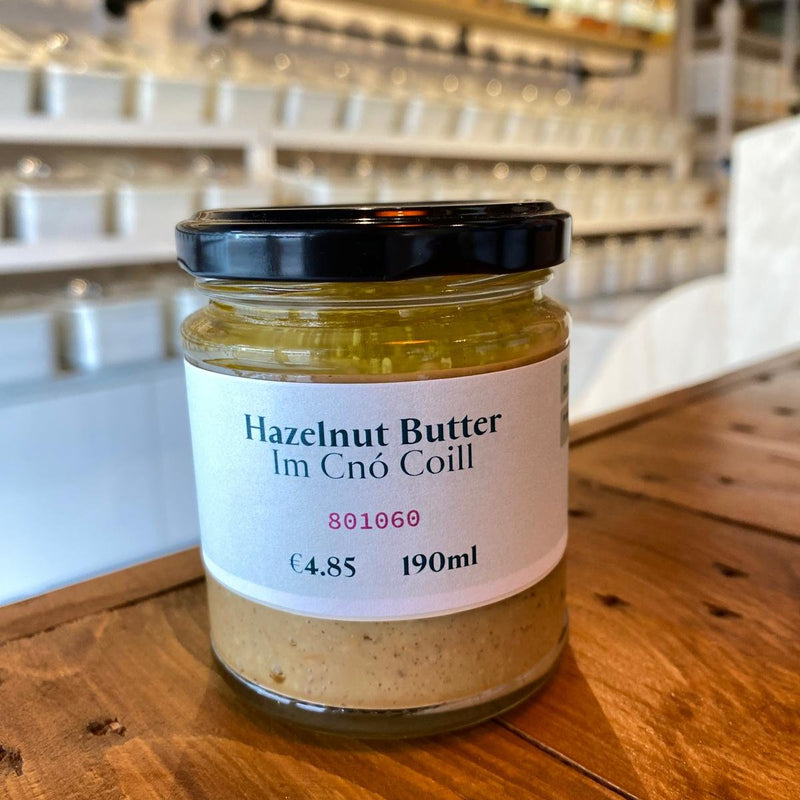 Hazelnut Butter
Im Cnó Coill
801060
€4.85 190ml